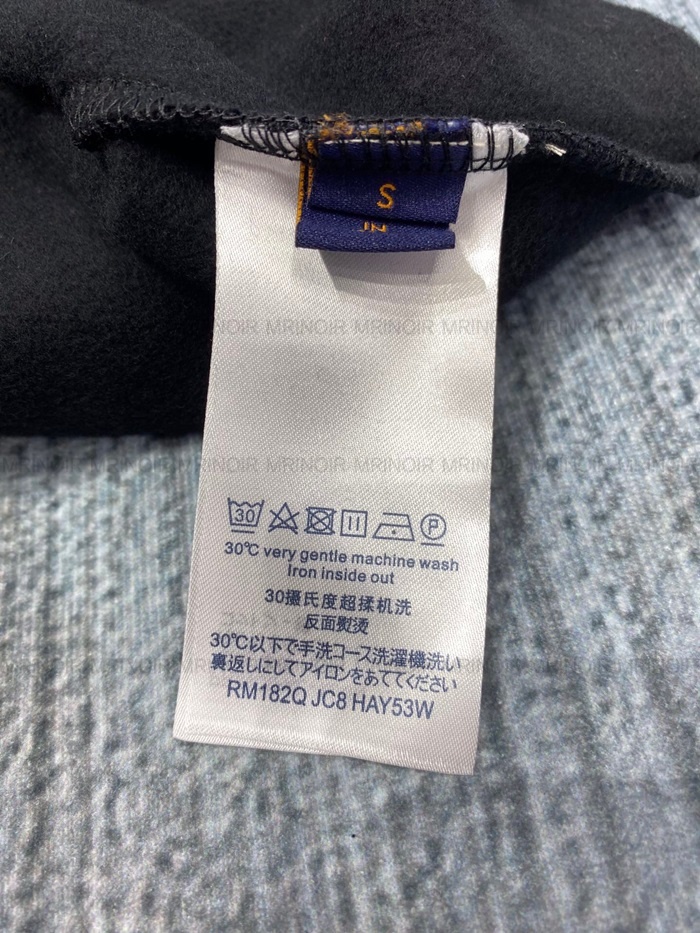 S
IN
MRINOIR MRINOIR MRINOIR MRINOIR
MRINOIR MRINOIR MRINOIR MRINOIR
30
P
30℃ very gentle machine wash
Iron inside out
30摄氏度超揉机洗
反面熨烫
30℃以下で手洗コース洗濯機洗い
裏返しにしてアイロンをあててください
RM182Q JC8 HAY53W